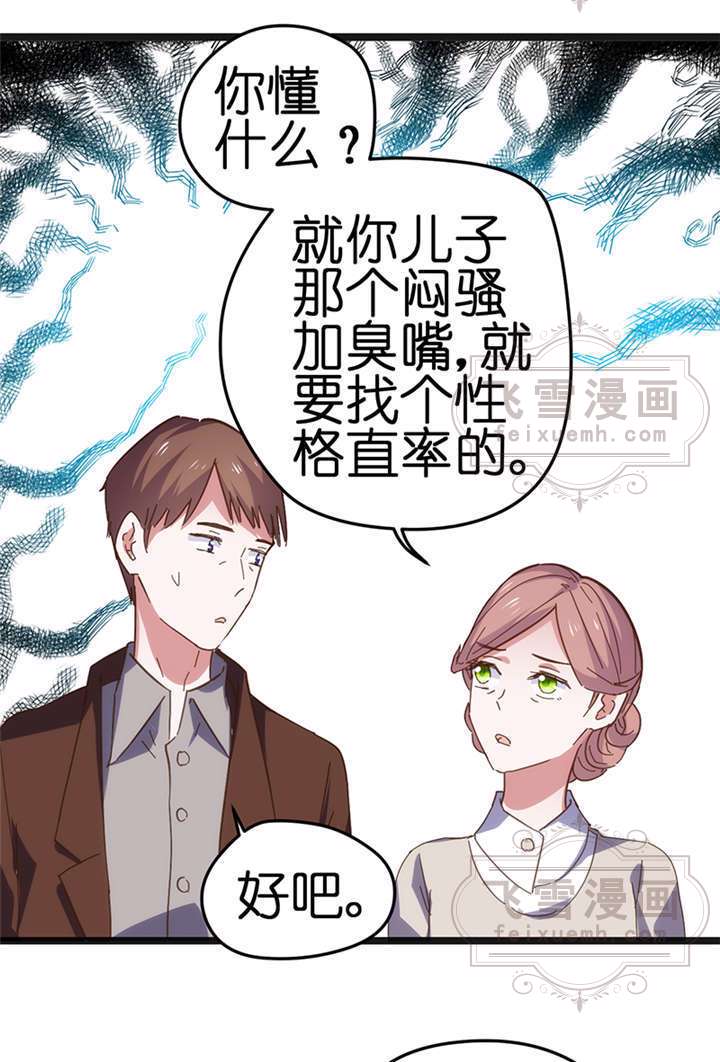 你懂
什么？
就你儿子
那个闷骚
加臭嘴，就
要找个性
格直率的。
飞雪漫画
feixuemh.com
好吧。
飞雪漫画
feixuemh.com